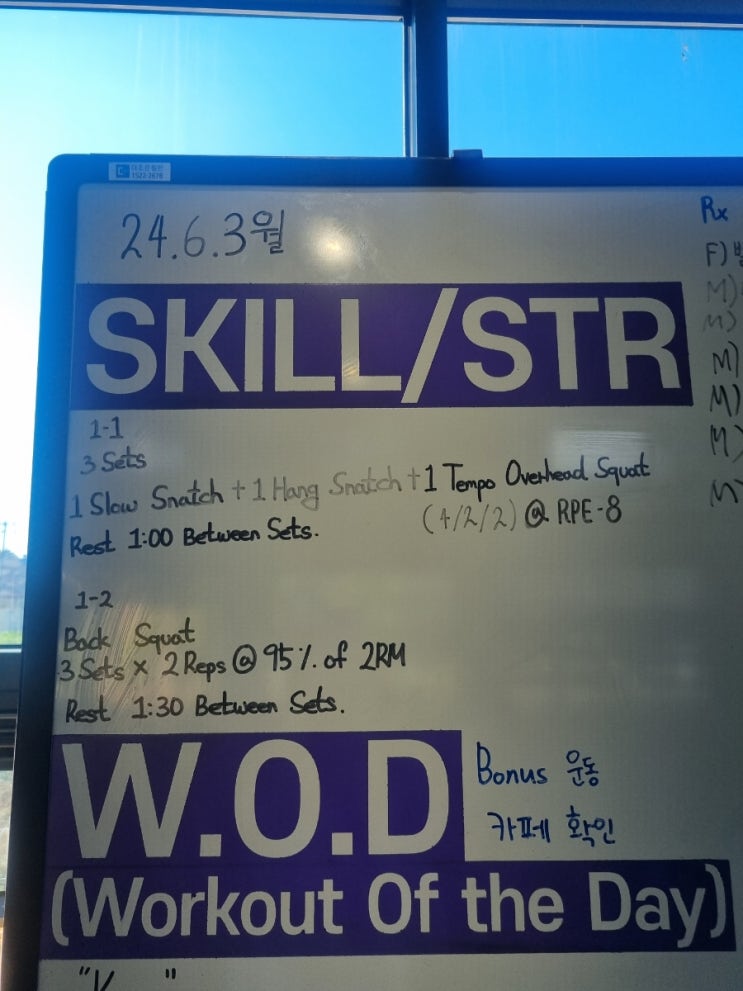 24.6.3월
SKILL/STR
1-1
3 Sets
1 Slow Snatch + 1 Hang Snatch + 1 Tempo Overhead Squat
(4/2/2) @ RPE-8
Rest 1:00 Between Sets.
1-2
Back Squat
3 Sets × 2 Reps @ 95% of 2RM
Rest 1:30 Between Sets.
W.O.D
Bonus 운동
카페 확인
(Workout Of the Day)
Rx
F)
M)
M)
M)
M)
M)
M)